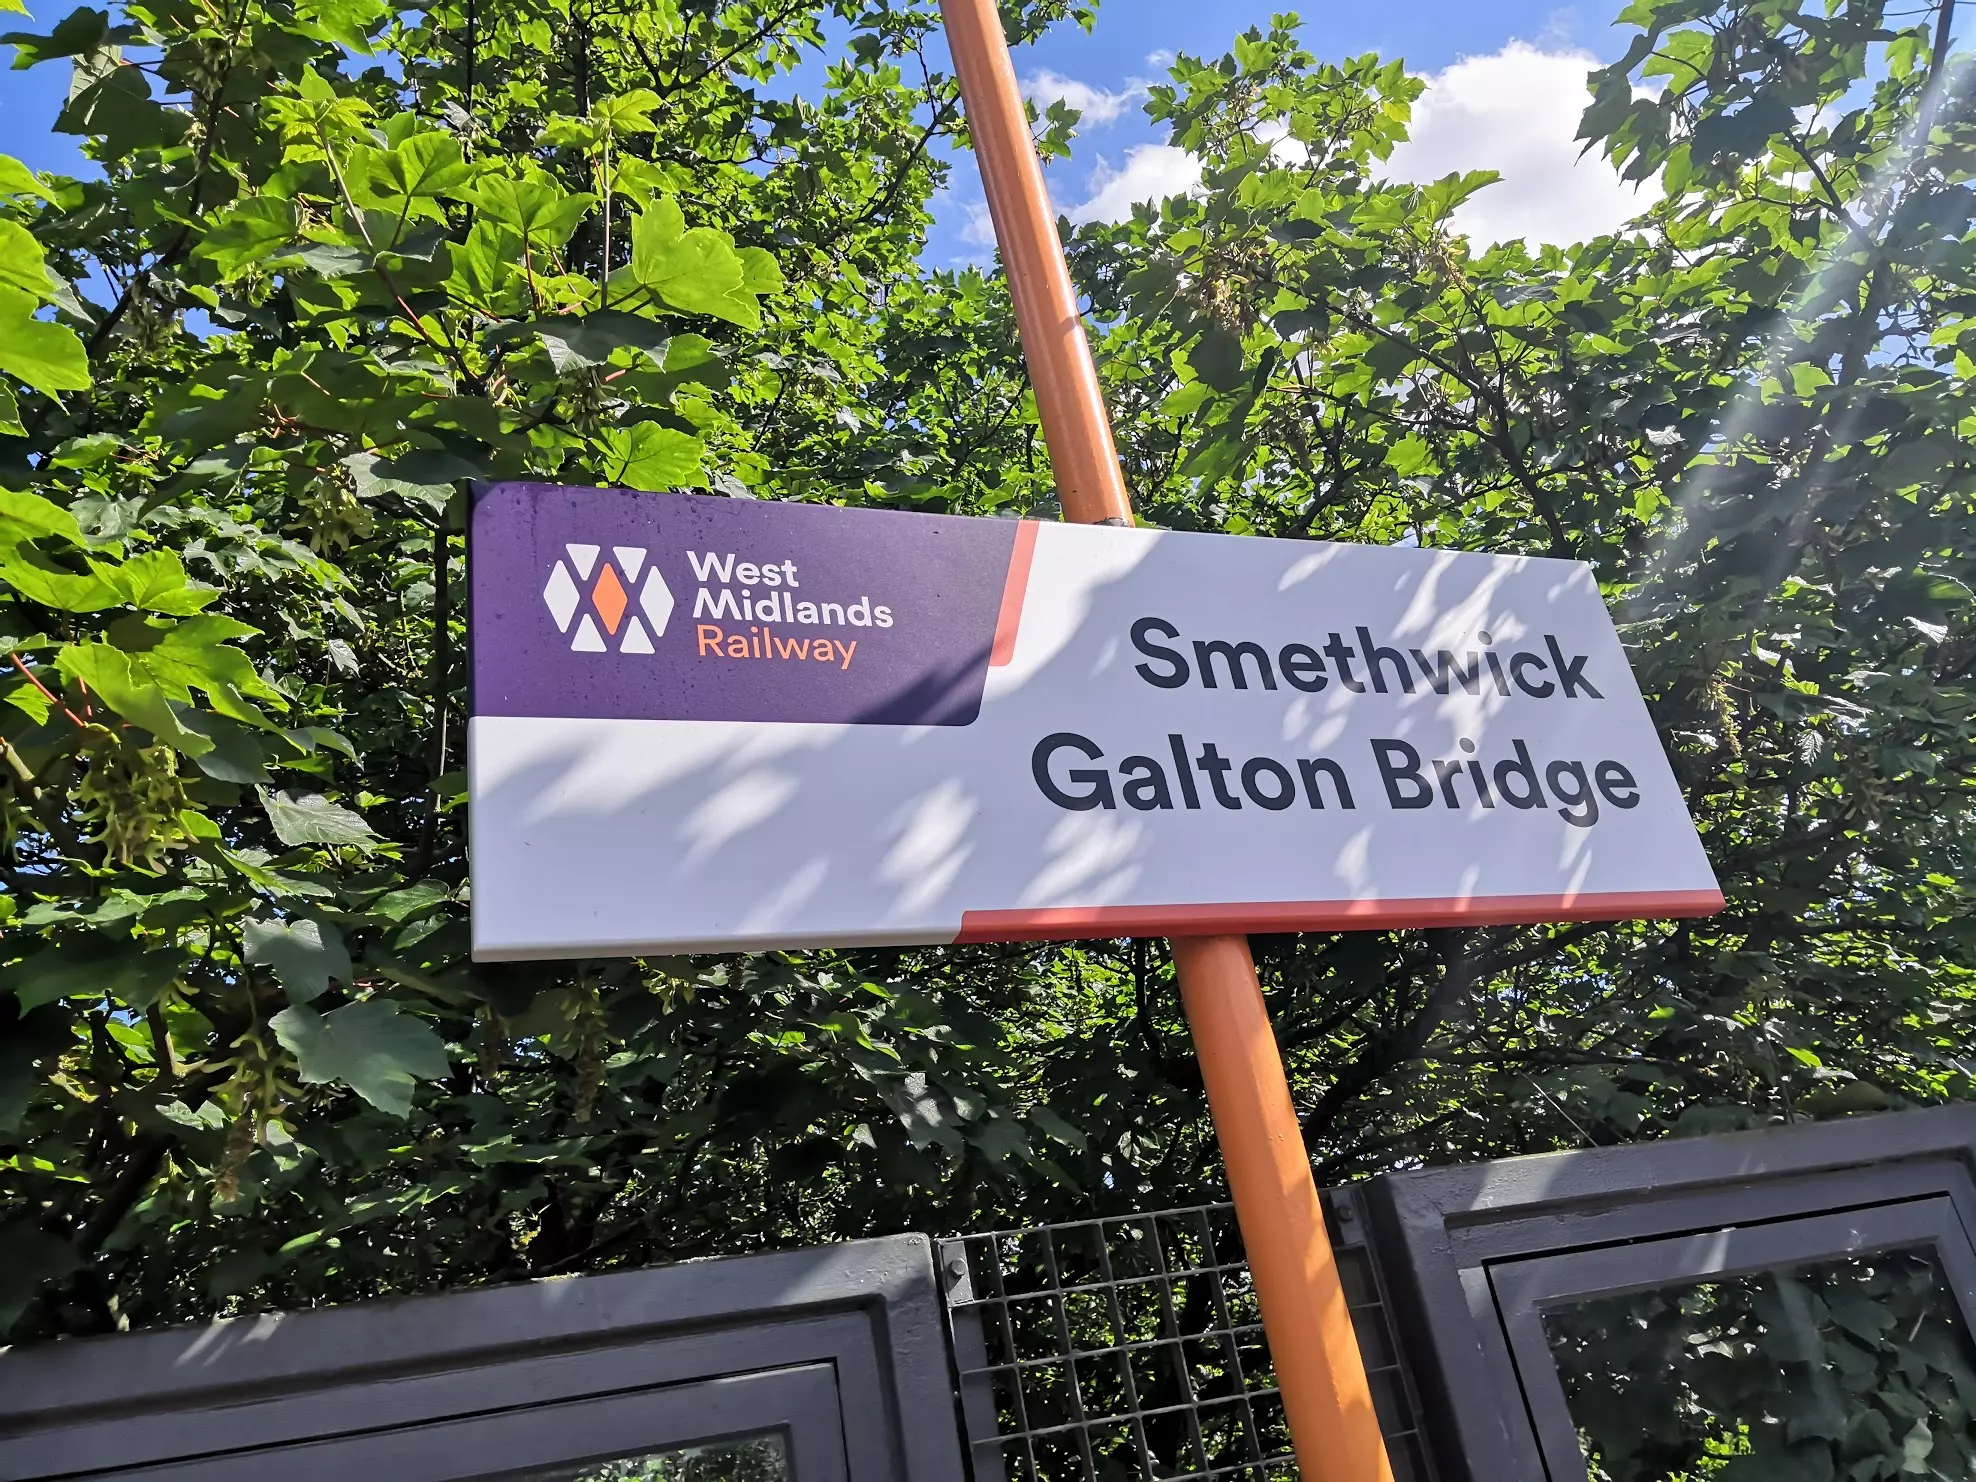 West
Midlands
Railway
Smethwick
Galton Bridge